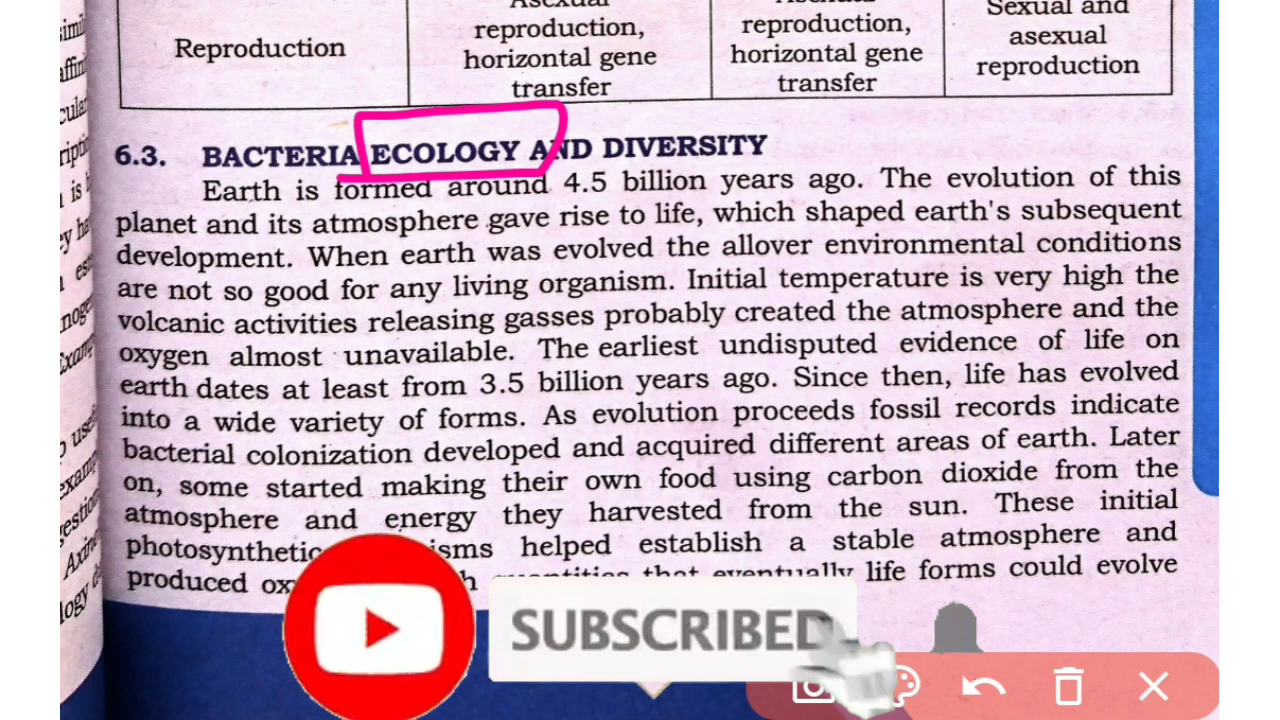 Asexual
reproduction,
horizontal gene
transfer
reproduction,
horizontal gene
transfer
Sexual and
asexual
reproduction
Reproduction
6.3. BACTERIA ECOLOGY AND DIVERSITY
Earth is formed around 4.5 billion years ago. The evolution of this
planet and its atmosphere gave rise to life, which shaped earth's subsequent
development. When earth was evolved the allover environmental conditions
are not so good for any living organism. Initial temperature is very high the
volcanic activities releasing gasses probably created the atmosphere and the
oxygen almost unavailable. The earliest undisputed evidence of life on
earth dates at least from 3.5 billion years ago. Since then, life has evolved
into a wide variety of forms. As evolution proceeds fossil records indicate
bacterial colonization developed and acquired different areas of earth. Later
on, some started making their own food using carbon dioxide from the
atmosphere and energy they harvested from the sun. These initial
photosynthetic helped establish a stable atmosphere and
produced that eventually life forms could evolve
SUBSCRIBED